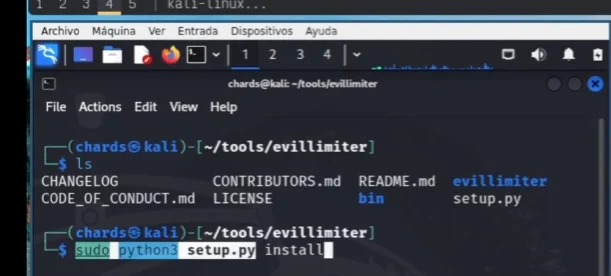 1 2 3 4 5 | kali-linux...
Archivo Máquina Ver Entrada Dispositivos Ayuda
1 2 3 4
chards@kali: ~/tools/evillimiter
File Actions Edit View Help
(chards㉿kali)-[~/tools/evillimiter]
$ ls
CHANGELOG CONTRIBUTORS.md README.md evillimiter
CODE_OF_CONDUCT.md LICENSE bin setup.py
(chards㉿kali)-[~/tools/evillimiter]
$ sudo python3 setup.py install